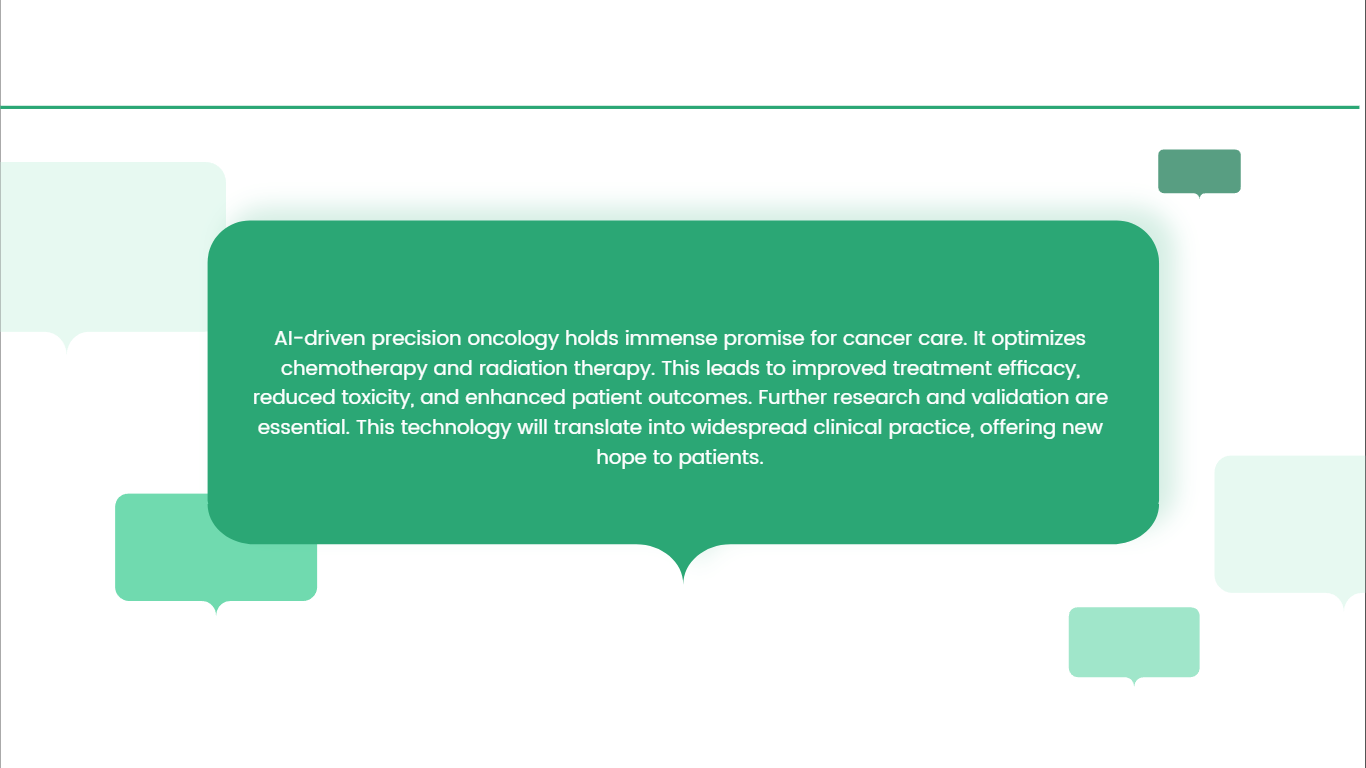 AI-driven precision oncology holds immense promise for cancer care. It optimizes
chemotherapy and radiation therapy. This leads to improved treatment efficacy,
reduced toxicity, and enhanced patient outcomes. Further research and validation are
essential. This technology will translate into widespread clinical practice, offering new
hope to patients.